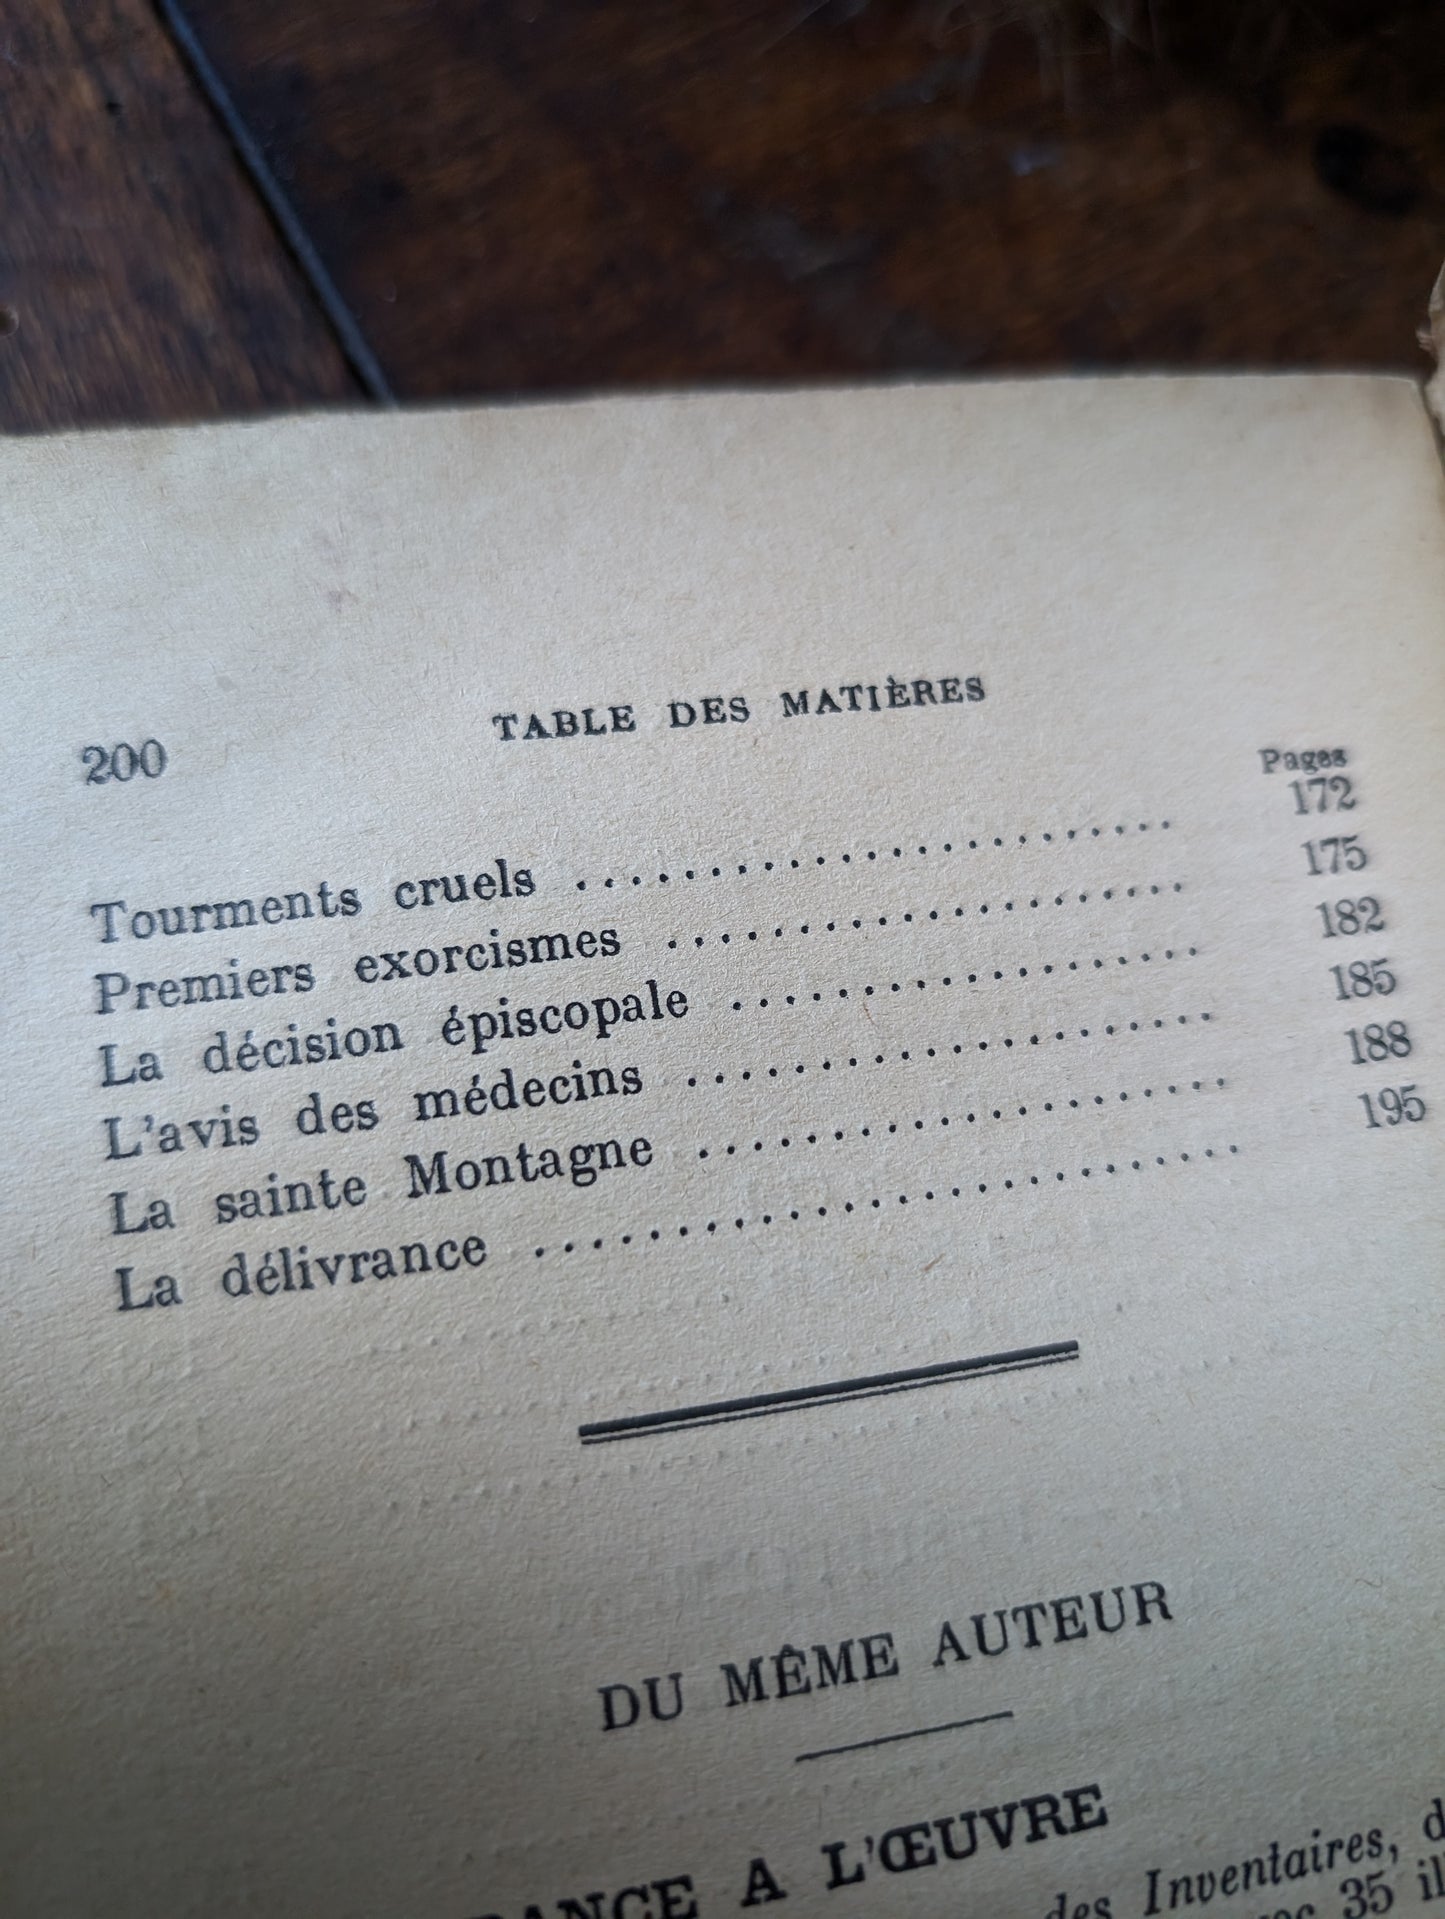 200 TABLE DES MATIÈRES
Pages
Tourments cruels ........................ 172
Premiers exorcismes .................... 175
La décision épiscopale .................. 182
L'avis des médecins .................... 185
La sainte Montagne .................... 188
La délivrance .......................... 195
DU MÊME AUTEUR
A L'ŒUVRE
des Inventaires,
35